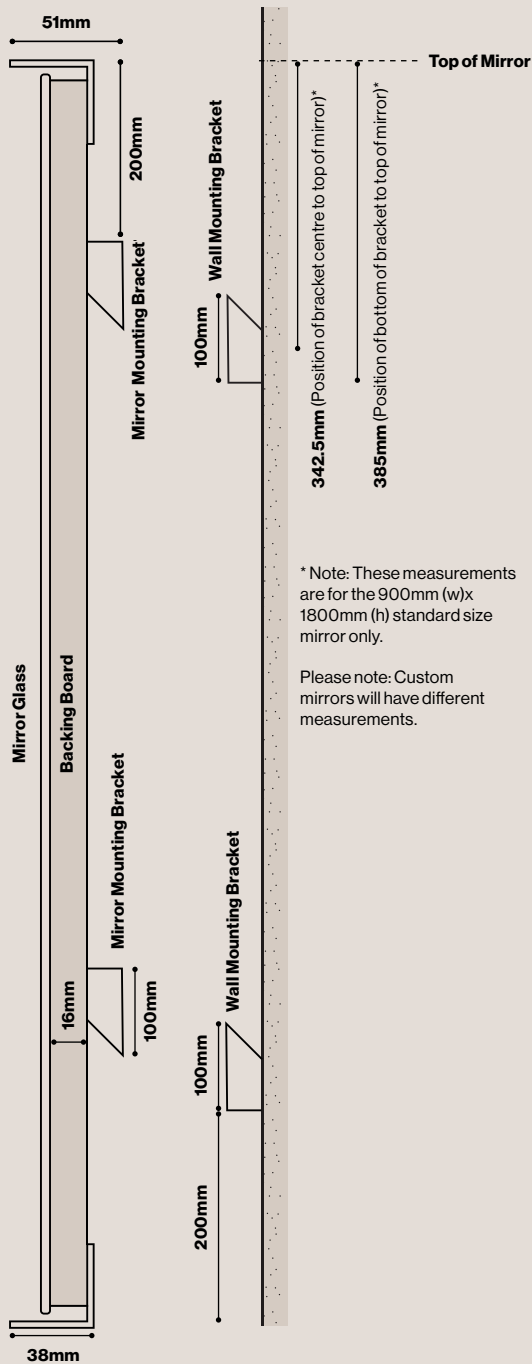 51mm
Top of Mirror
200mm
Mirror Mounting Bracket
Wall Mounting Bracket
100mm
342.5mm (Position of bracket centre to top of mirror)*
385mm (Position of bottom of bracket to top of mirror)*
* Note: These measurements
are for the 900mm (w)x
1800mm (h) standard size
mirror only.
Please note: Custom
mirrors will have different
measurements.
Mirror Glass
Backing Board
Mirror Mounting Bracket
Wall Mounting Bracket
16mm
100mm
100mm
200mm
38mm